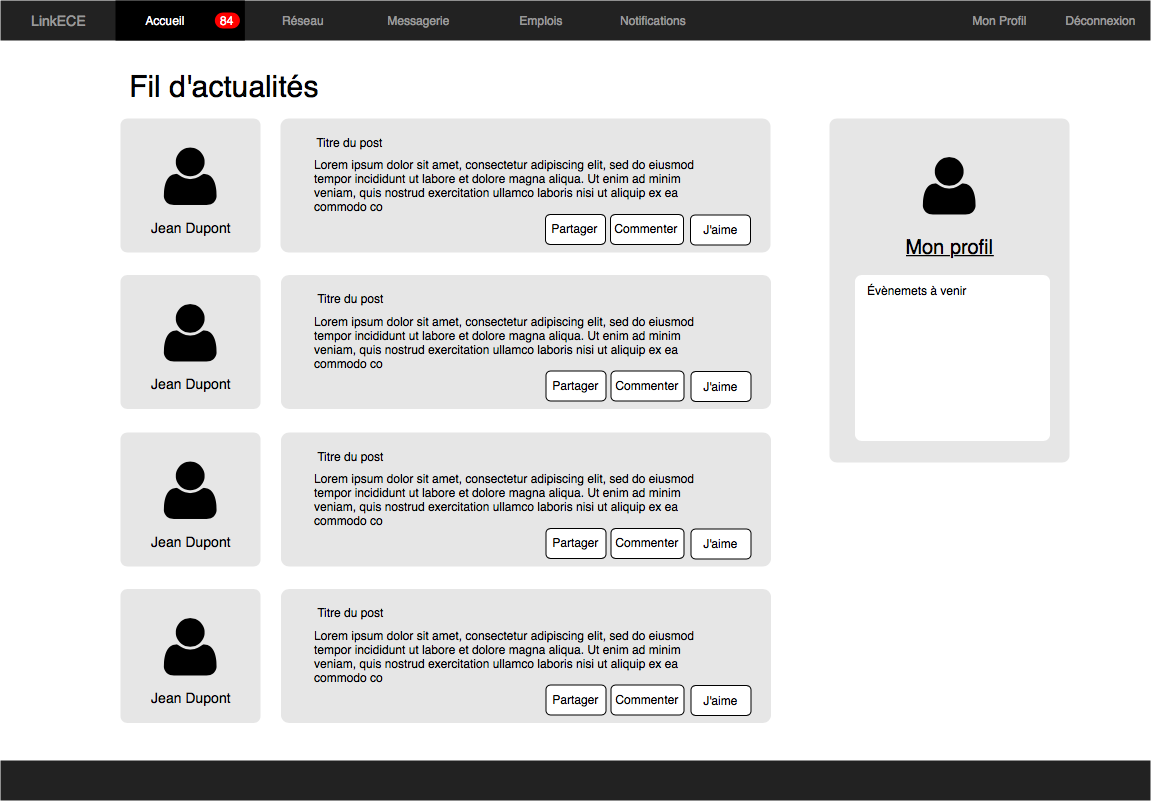 LinkECE Accueil 84 Réseau Messagerie Emplois Notifications Mon Profil Déconnexion
Fil d'actualités
Jean Dupont
Titre du post
Lorem ipsum dolor sit amet, consectetur adipiscing elit, sed do eiusmod
tempor incididunt ut labore et dolore magna aliqua. Ut enim ad minim
veniam, quis nostrud exercitation ullamco laboris nisi ut aliquip ex ea
commodo co
Partager Commenter J'aime
Jean Dupont
Titre du post
Lorem ipsum dolor sit amet, consectetur adipiscing elit, sed do eiusmod
tempor incididunt ut labore et dolore magna aliqua. Ut enim ad minim
veniam, quis nostrud exercitation ullamco laboris nisi ut aliquip ex ea
commodo co
Partager Commenter J'aime
Jean Dupont
Titre du post
Lorem ipsum dolor sit amet, consectetur adipiscing elit, sed do eiusmod
tempor incididunt ut labore et dolore magna aliqua. Ut enim ad minim
veniam, quis nostrud exercitation ullamco laboris nisi ut aliquip ex ea
commodo co
Partager Commenter J'aime
Jean Dupont
Titre du post
Lorem ipsum dolor sit amet, consectetur adipiscing elit, sed do eiusmod
tempor incididunt ut labore et dolore magna aliqua. Ut enim ad minim
veniam, quis nostrud exercitation ullamco laboris nisi ut aliquip ex ea
commodo co
Partager Commenter J'aime
Mon profil
Évènemets à venir